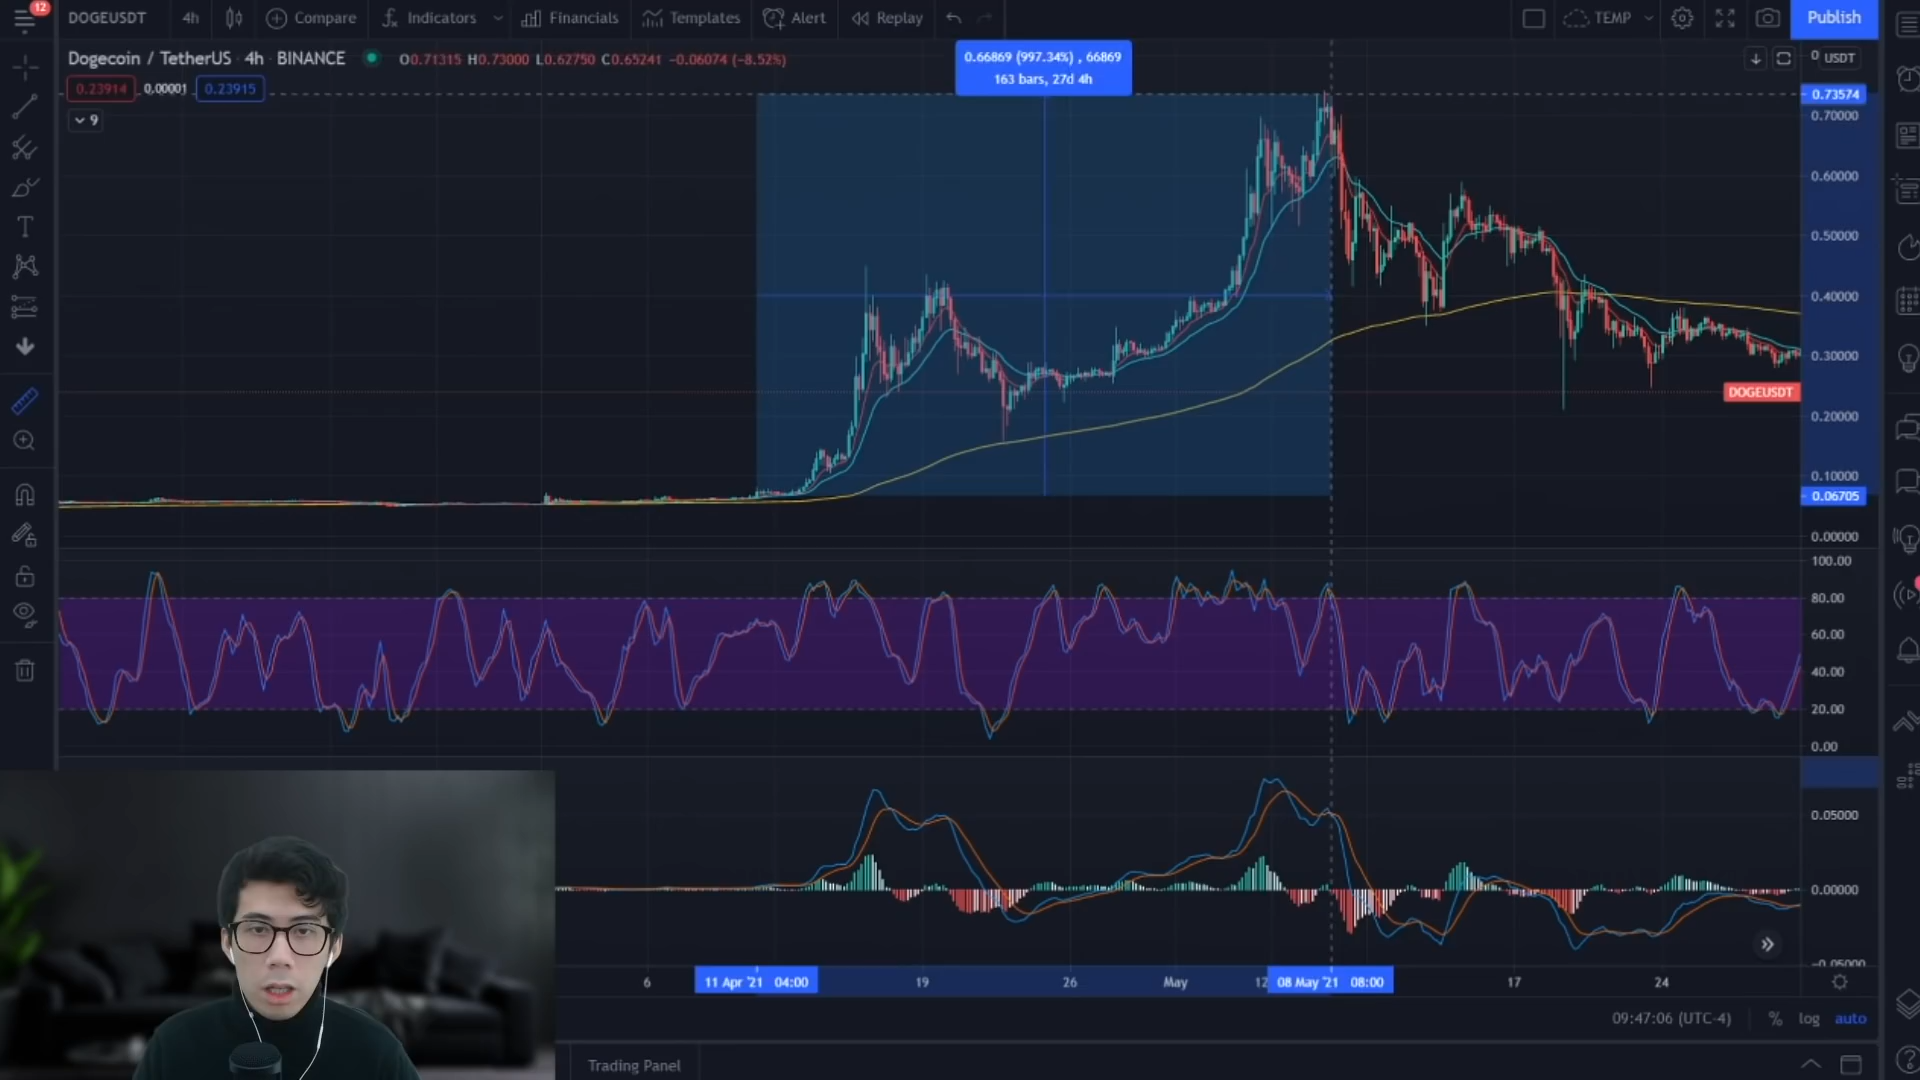 12
DOGEUSDT 4h Compare Indicators Financials Templates Alert Replay TEMP Publish
Dogecoin / TetherUS 4h BINANCE O0.71315 H0.73000 L0.62750 C0.65241 −0.06074 (−8.52%)
0.23914 0.00001 0.23915
9
0.66869 (997.34%) , 66869
163 bars, 27d 4h
0 USDT
0.73574
0.70000
0.60000
0.50000
0.40000
0.30000
DOGEUSDT
0.20000
0.10000
0.06705
0.00000
100.00
80.00
60.00
40.00
20.00
0.00
0.05000
0.00000
−0.05000
6 11 Apr '21 04:00 19 26 May 12 08 May '21 08:00 17 24
09:47:06 (UTC-4) % log auto
Trading Panel